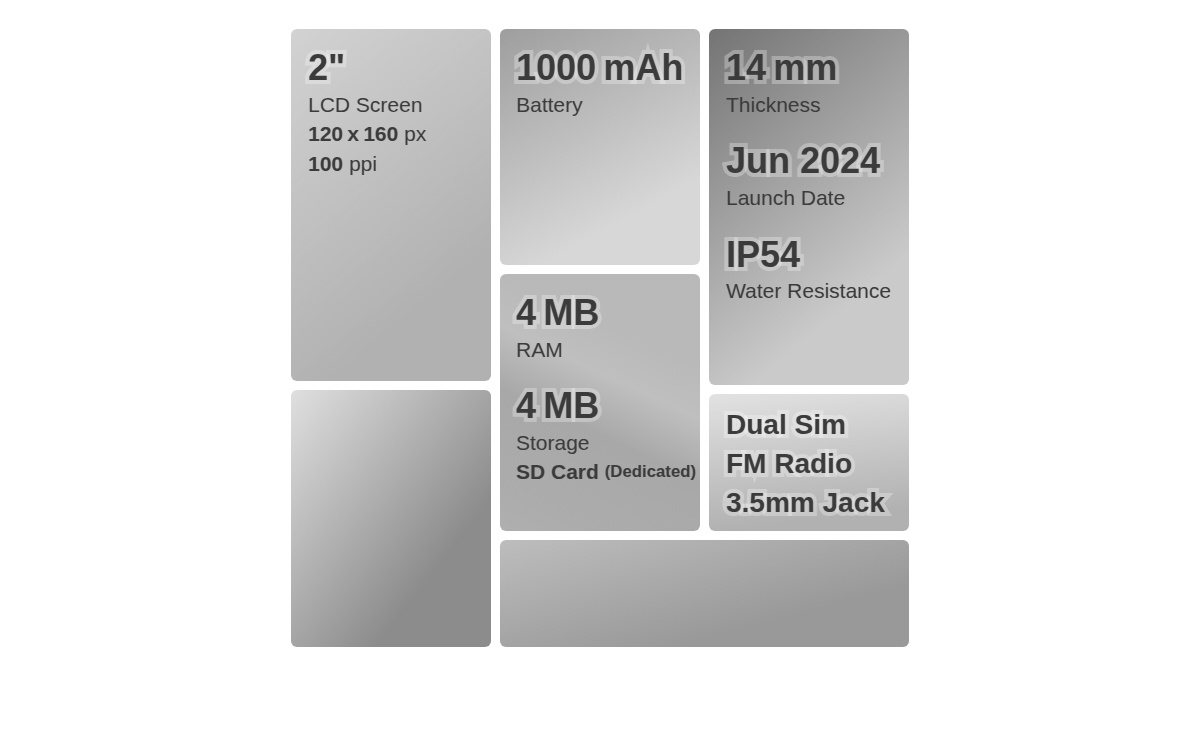 2"
LCD Screen
120 x 160 px
100 ppi
1000 mAh
Battery
4 MB
RAM
4 MB
Storage
SD Card (Dedicated)
14 mm
Thickness
Jun 2024
Launch Date
IP54
Water Resistance
Dual Sim
FM Radio
3.5mm Jack